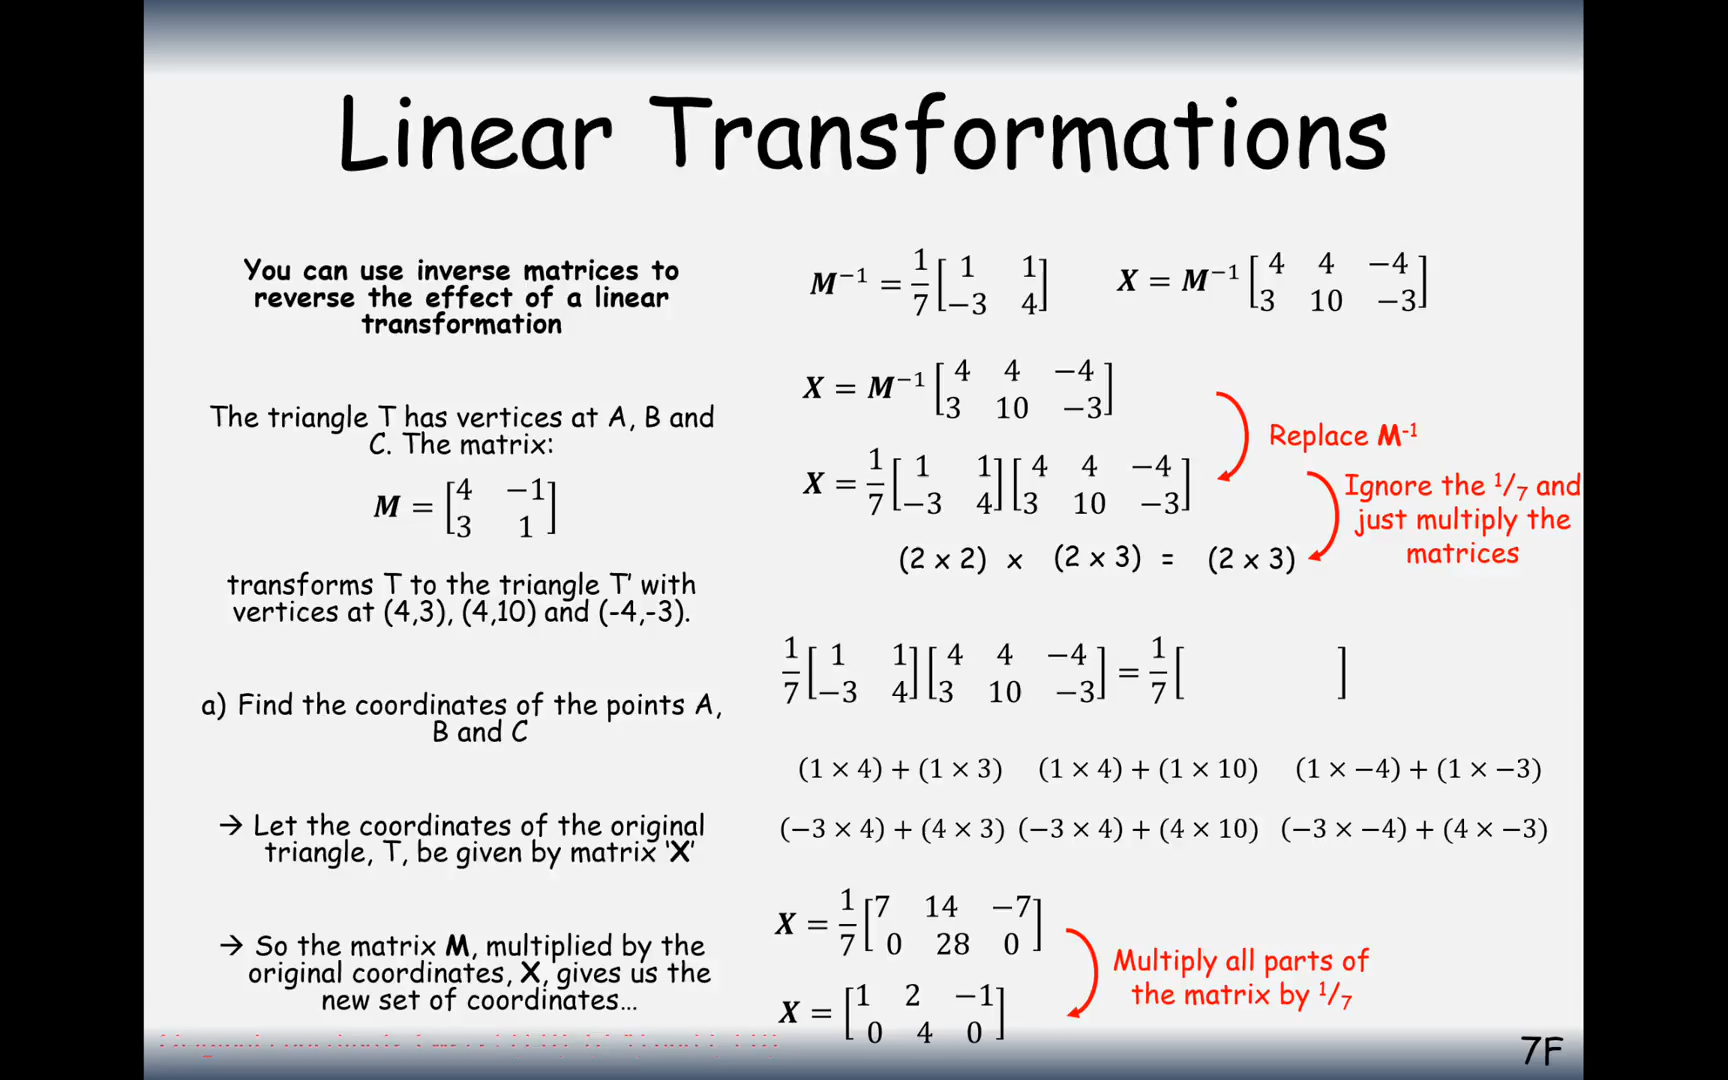 Linear Transformations
You can use inverse matrices to
reverse the effect of a linear
transformation
The triangle T has vertices at A, B and
C. The matrix:
M = [4 −1
3 1]
transforms T to the triangle T’ with
vertices at (4,3), (4,10) and (-4,-3).
a) Find the coordinates of the points A,
B and C
→ Let the coordinates of the original
triangle, T, be given by matrix ‘X’
→ So the matrix M, multiplied by the
original coordinates, X, gives us the
new set of coordinates…
M⁻¹ = 1/7 [1 1
−3 4]
X = M⁻¹ [4 4 −4
3 10 −3]
X = M⁻¹ [4 4 −4
3 10 −3]
Replace M⁻¹
X = 1/7 [1 1
−3 4] [4 4 −4
3 10 −3]
Ignore the ¹/₇ and
just multiply the
matrices
(2 x 2) x (2 x 3) = (2 x 3)
1/7 [1 1
−3 4] [4 4 −4
3 10 −3] = 1/7 [ ]
(1 × 4) + (1 × 3) (1 × 4) + (1 × 10) (1 × −4) + (1 × −3)
(−3 × 4) + (4 × 3) (−3 × 4) + (4 × 10) (−3 × −4) + (4 × −3)
X = 1/7 [7 14 −7
0 28 0]
Multiply all parts of
the matrix by ¹/₇
X = [1 2 −1
0 4 0]
7F